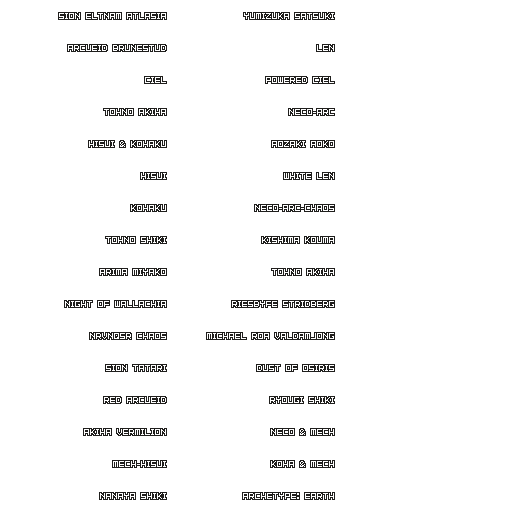 SION ELTNAM ATLASIA
YUMIZUKA SATSUKI
ARCUEID BRUNESTUD
LEN
CIEL
POWERED CIEL
TOHNO AKIHA
NECO-ARC
HISUI & KOHAKU
AOZAKI AOKO
HISUI
WHITE LEN
KOHAKU
NECO-ARC-CHAOS
TOHNO SHIKI
KISHIMA KOUMA
ARIMA MIYAKO
TOHNO AKIHA
NIGHT OF WALLACHIA
RIESBYFE STRIDBERG
NRVNQSR CHAOS
MICHAEL ROA VALDAMJONG
SION TATARI
DUST OF OSIRIS
RED ARCUEID
RYOUGI SHIKI
AKIHA VERMILION
NECO & MECH
MECH-HISUI
KOHA & MECH
NANAYA SHIKI
ARCHETYPE: EARTH